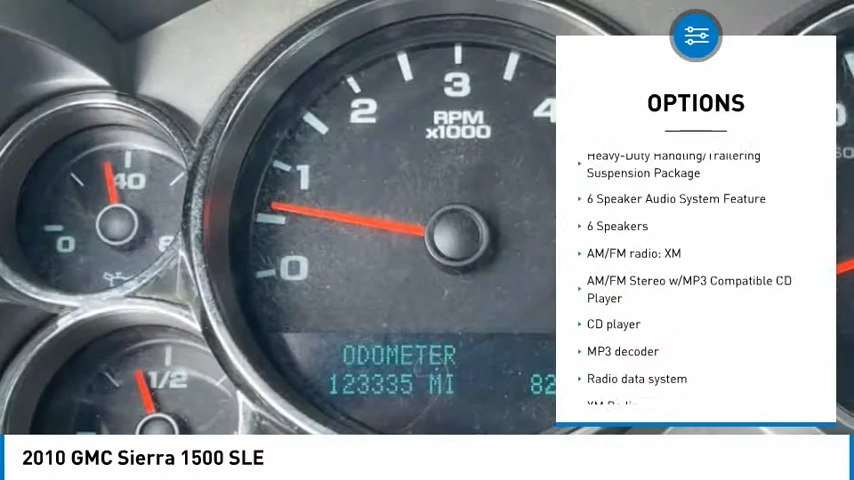 40
0
8
1/2
0
1
2
3
4
RPM
x1000
ODOMETER
123335 MI
82
OPTIONS
Heavy-Duty Handling/Trailering
Suspension Package
6 Speaker Audio System Feature
6 Speakers
AM/FM radio: XM
AM/FM Stereo w/MP3 Compatible CD
Player
CD player
MP3 decoder
Radio data system
XM Radio
2010 GMC Sierra 1500 SLE